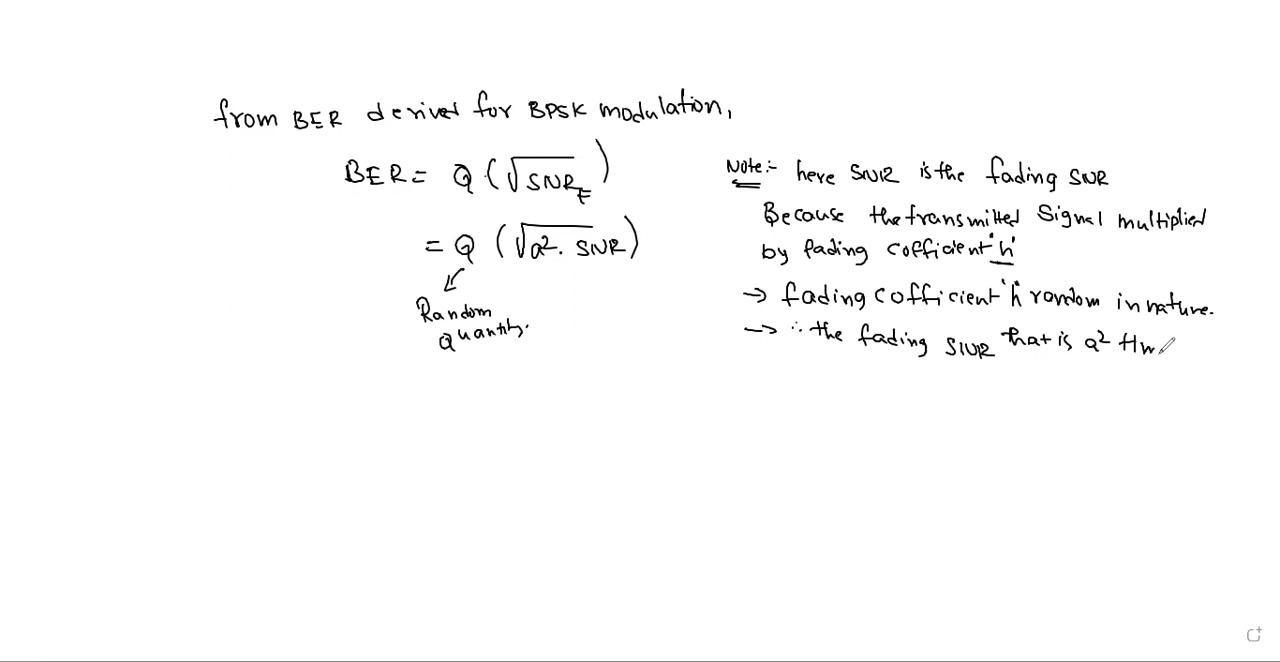 from BER derived for BPSK modulation,
BER = Q (√SNR_F)
= Q (√a². SNR)
Random
Quantity.
Note:- here SNR is the fading SNR
Because the transmitted Signal multiplied
by fading cofficient 'h'
→ fading cofficient 'h' random in nature.
→ ∴ the fading SNR that is a²